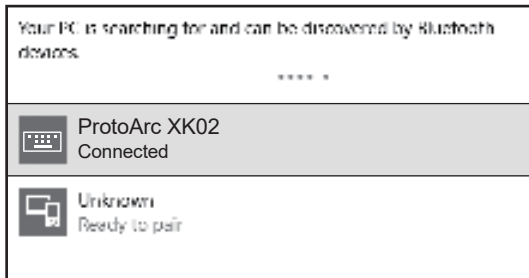 Your PC is searching for and can be discovered by Bluetooth
devices.
ProtoArc XK02
Connected
Unknown
Ready to pair